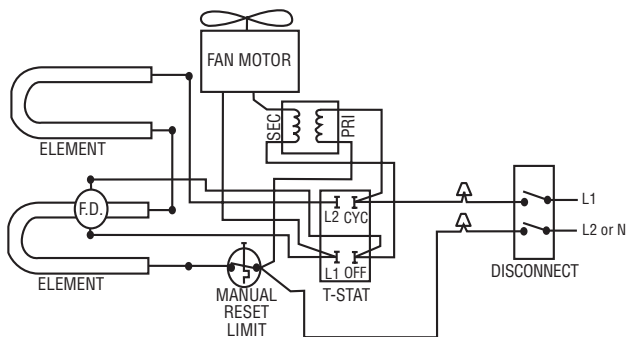 FAN MOTOR
SEC
PRI
ELEMENT
F.D.
L2 CYC
L1
L2 or N
L1 OFF
DISCONNECT
ELEMENT
MANUAL
RESET
LIMIT
T-STAT